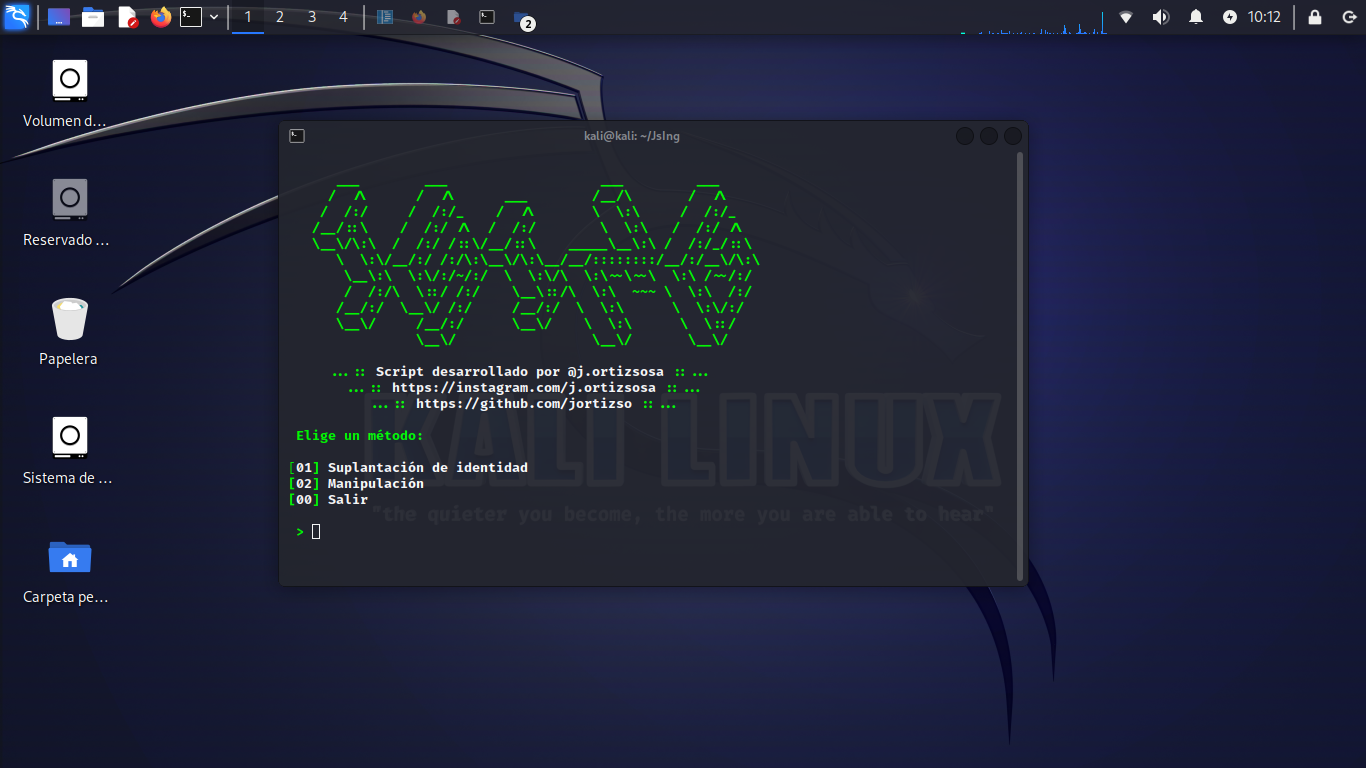 1 2 3 4
2
10:12
Volumen d...
Reservado ...
Papelera
Sistema de ...
Carpeta pe...
kali@kali: ~/JsIng
... :: Script desarrollado por @j.ortizsosa :: ...
... :: https://instagram.com/j.ortizsosa :: ...
... :: https://github.com/jortizso :: ...
Elige un método:
[01] Suplantación de identidad
[02] Manipulación
[00] Salir
>
KALI LINUX
"the quieter you become, the more you are able to hear"